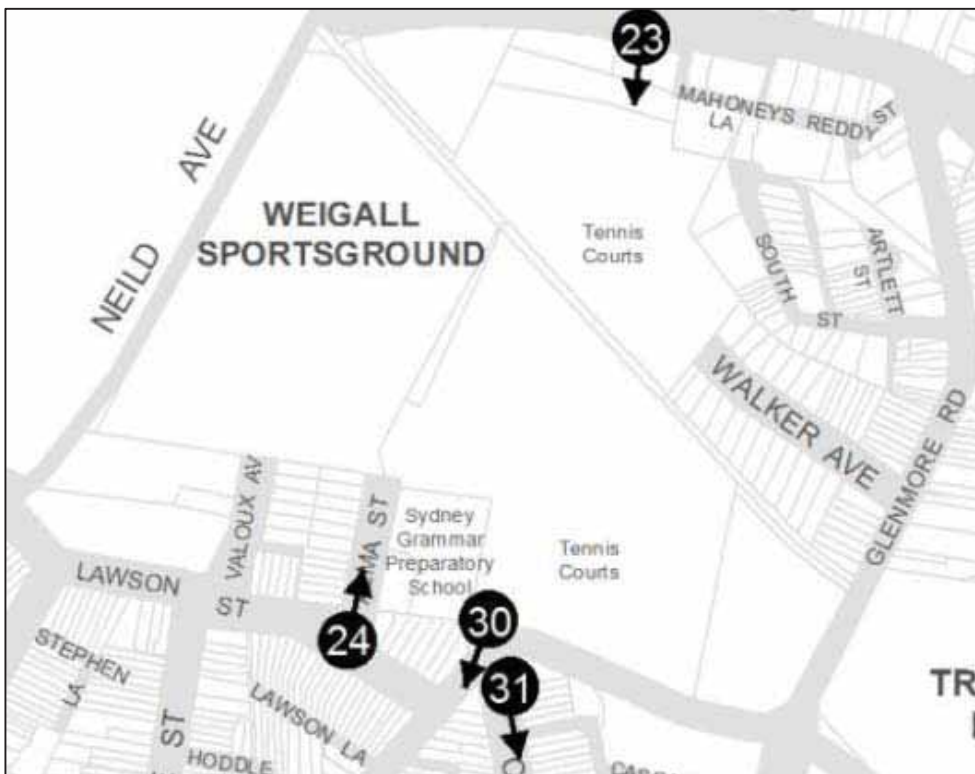 23
MAHONEYS
LA
REDDY
ST
NEILD AVE
WEIGALL
SPORTSGROUND
Tennis
Courts
SOUTH
ST
ARTLETT
ST
WALKER AVE
GLENMORE RD
VALOUX AV
MA ST
Sydney
Grammar
Preparatory
School
Tennis
Courts
LAWSON
ST
24
30
31
STEPHEN
LA
ST
LAWSON LA
HODDLE
TR